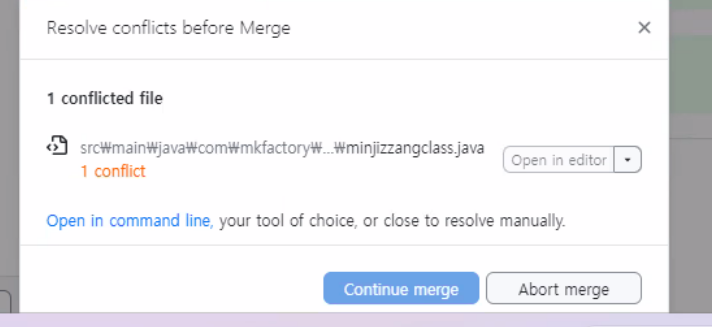 Resolve conflicts before Merge
1 conflicted file
src₩main₩java₩com₩mkfactory₩...₩minjizzangclass.java
Open in editor
1 conflict
Open in command line, your tool of choice, or close to resolve manually.
Continue merge
Abort merge